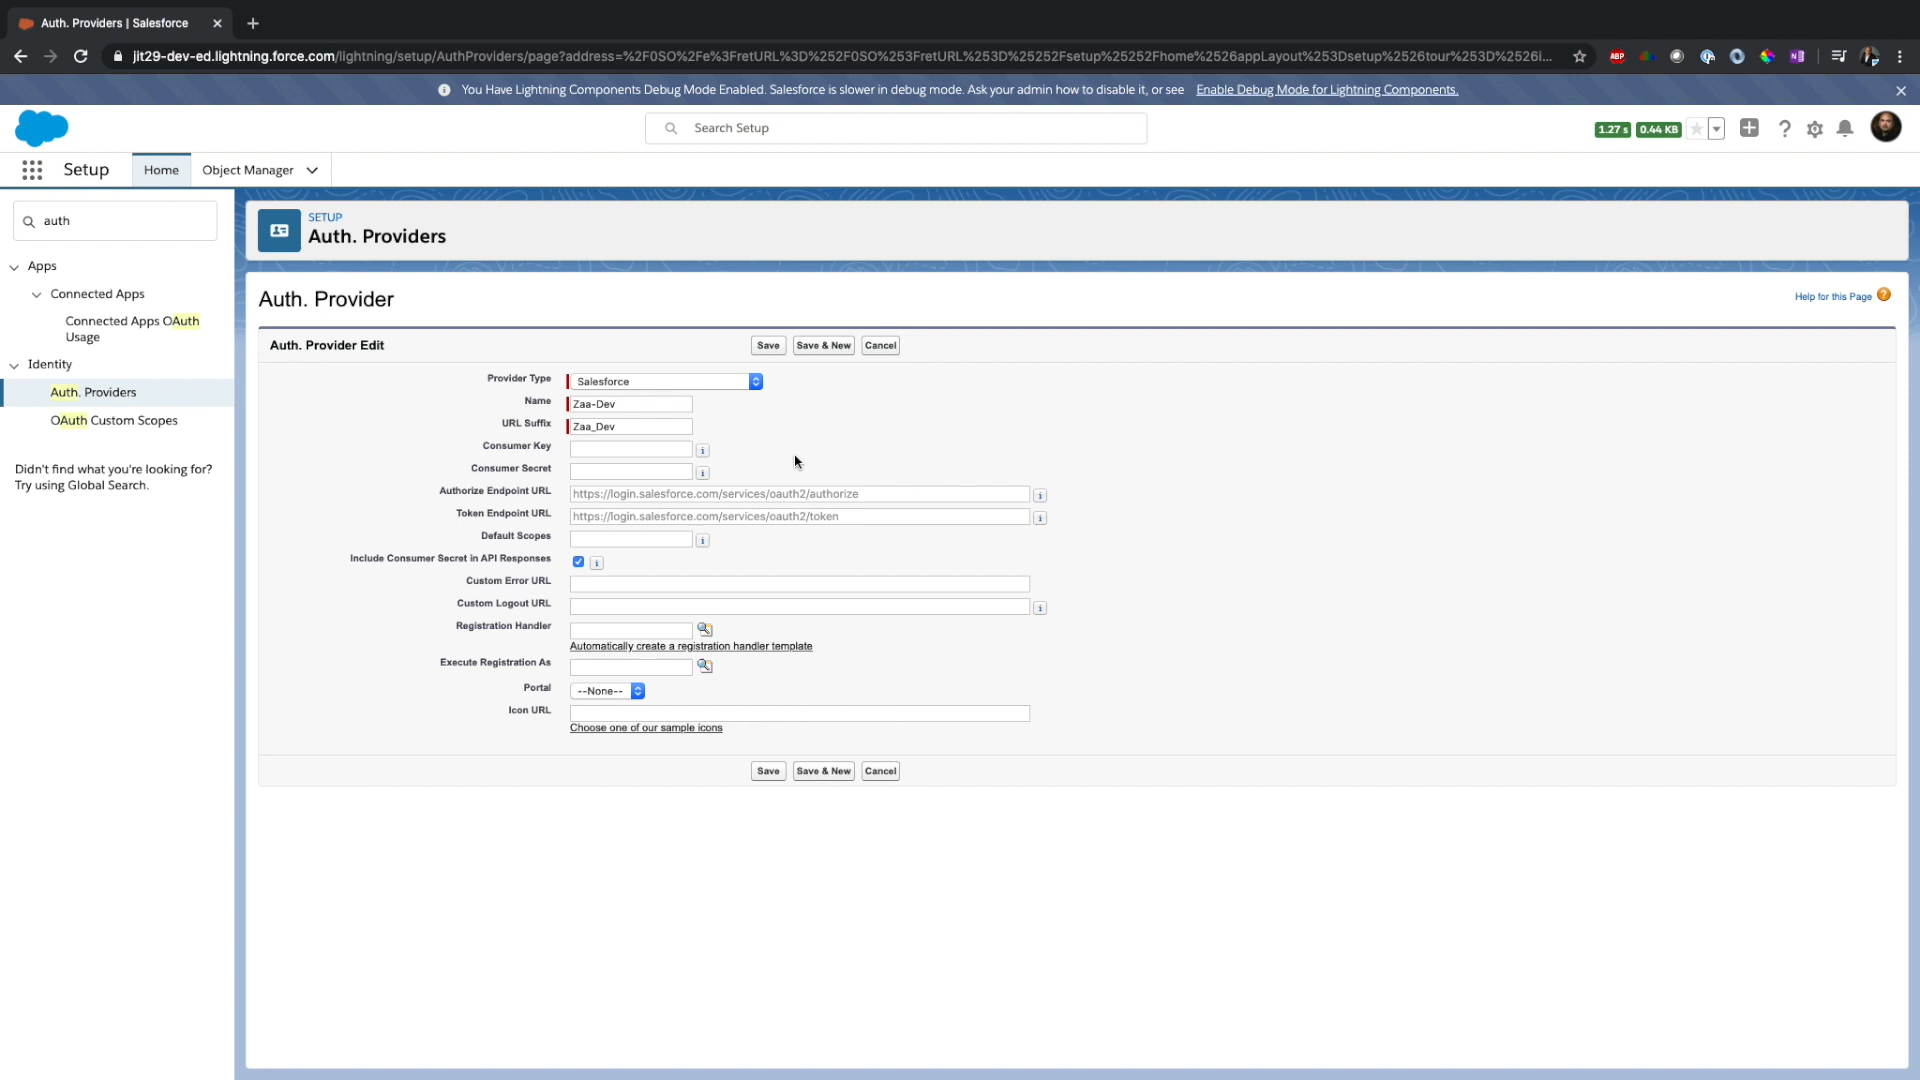 Auth. Providers | Salesforce
jit29-dev-ed.lightning.force.com/lightning/setup/AuthProviders/page?address=%2F0SO%2Fe%3FretURL%3D%252F0SO%253FretURL%253D%25252Fsetup%25252Fhome%2526appLayout%253Dsetup%2526tour%253D%2526i...
ABP
N
You Have Lightning Components Debug Mode Enabled. Salesforce is slower in debug mode. Ask your admin how to disable it, or see Enable Debug Mode for Lightning Components.
Search Setup
1.27 s 0.44 KB
Setup Home Object Manager
auth
SETUP
Auth. Providers
Apps
Connected Apps
Connected Apps OAuth
Usage
Identity
Auth. Providers
OAuth Custom Scopes
Didn't find what you're looking for?
Try using Global Search.
Auth. Provider
Help for this Page
Auth. Provider Edit Save Save & New Cancel
Provider Type Salesforce
Name Zaa-Dev
URL Suffix Zaa_Dev
Consumer Key
Consumer Secret
Authorize Endpoint URL https://login.salesforce.com/services/oauth2/authorize
Token Endpoint URL https://login.salesforce.com/services/oauth2/token
Default Scopes
Include Consumer Secret in API Responses
Custom Error URL
Custom Logout URL
Registration Handler
Automatically create a registration handler template
Execute Registration As
Portal --None--
Icon URL
Choose one of our sample icons
Save Save & New Cancel